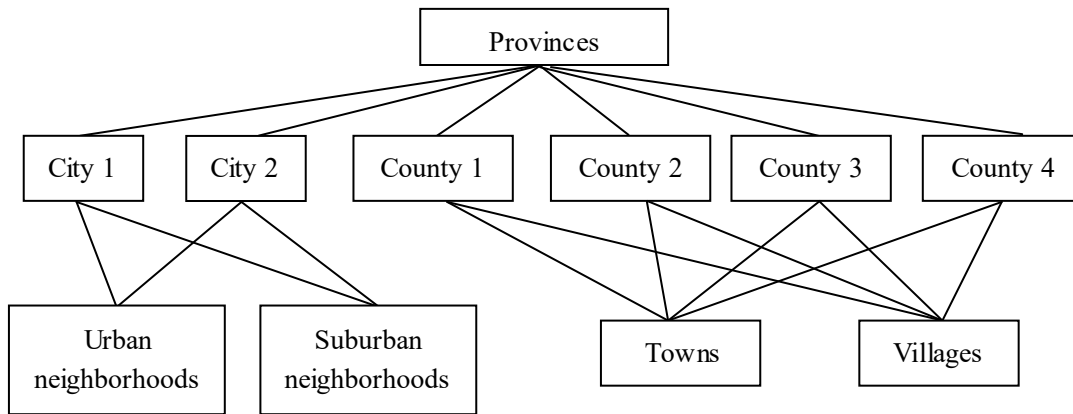 Provinces
City 1
City 2
County 1
County 2
County 3
County 4
Urban
neighborhoods
Suburban
neighborhoods
Towns
Villages